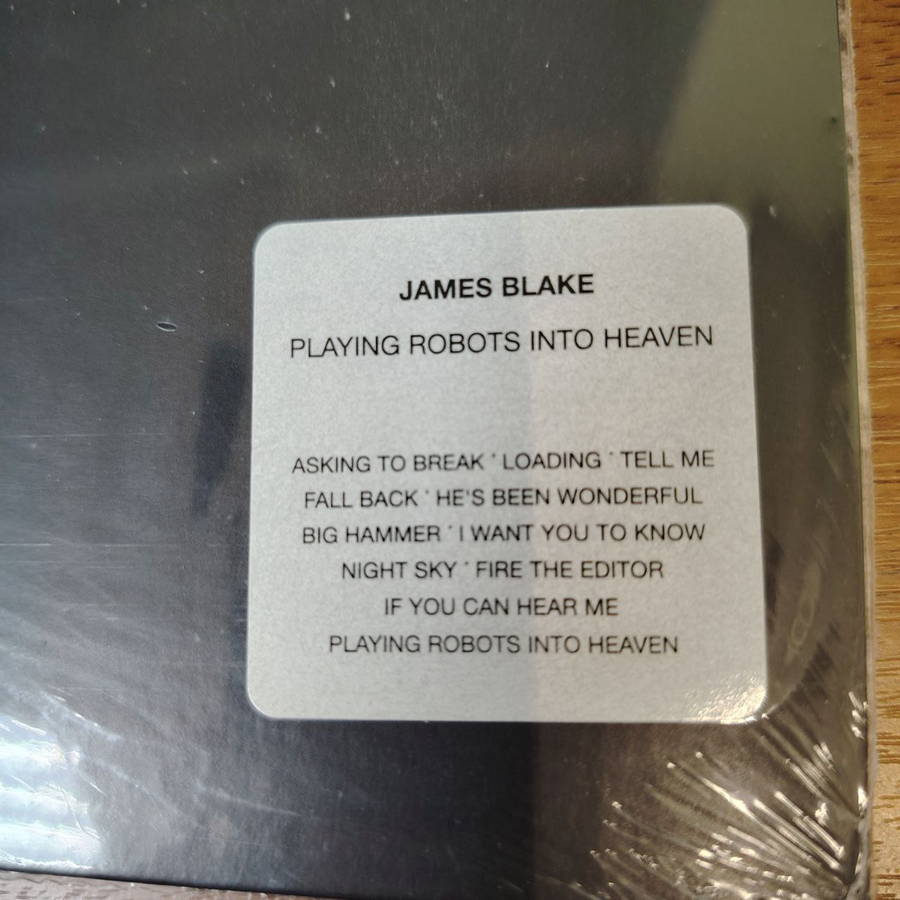 JAMES BLAKE
PLAYING ROBOTS INTO HEAVEN
ASKING TO BREAK * LOADING * TELL ME
FALL BACK * HE'S BEEN WONDERFUL
BIG HAMMER * I WANT YOU TO KNOW
NIGHT SKY * FIRE THE EDITOR
IF YOU CAN HEAR ME
PLAYING ROBOTS INTO HEAVEN